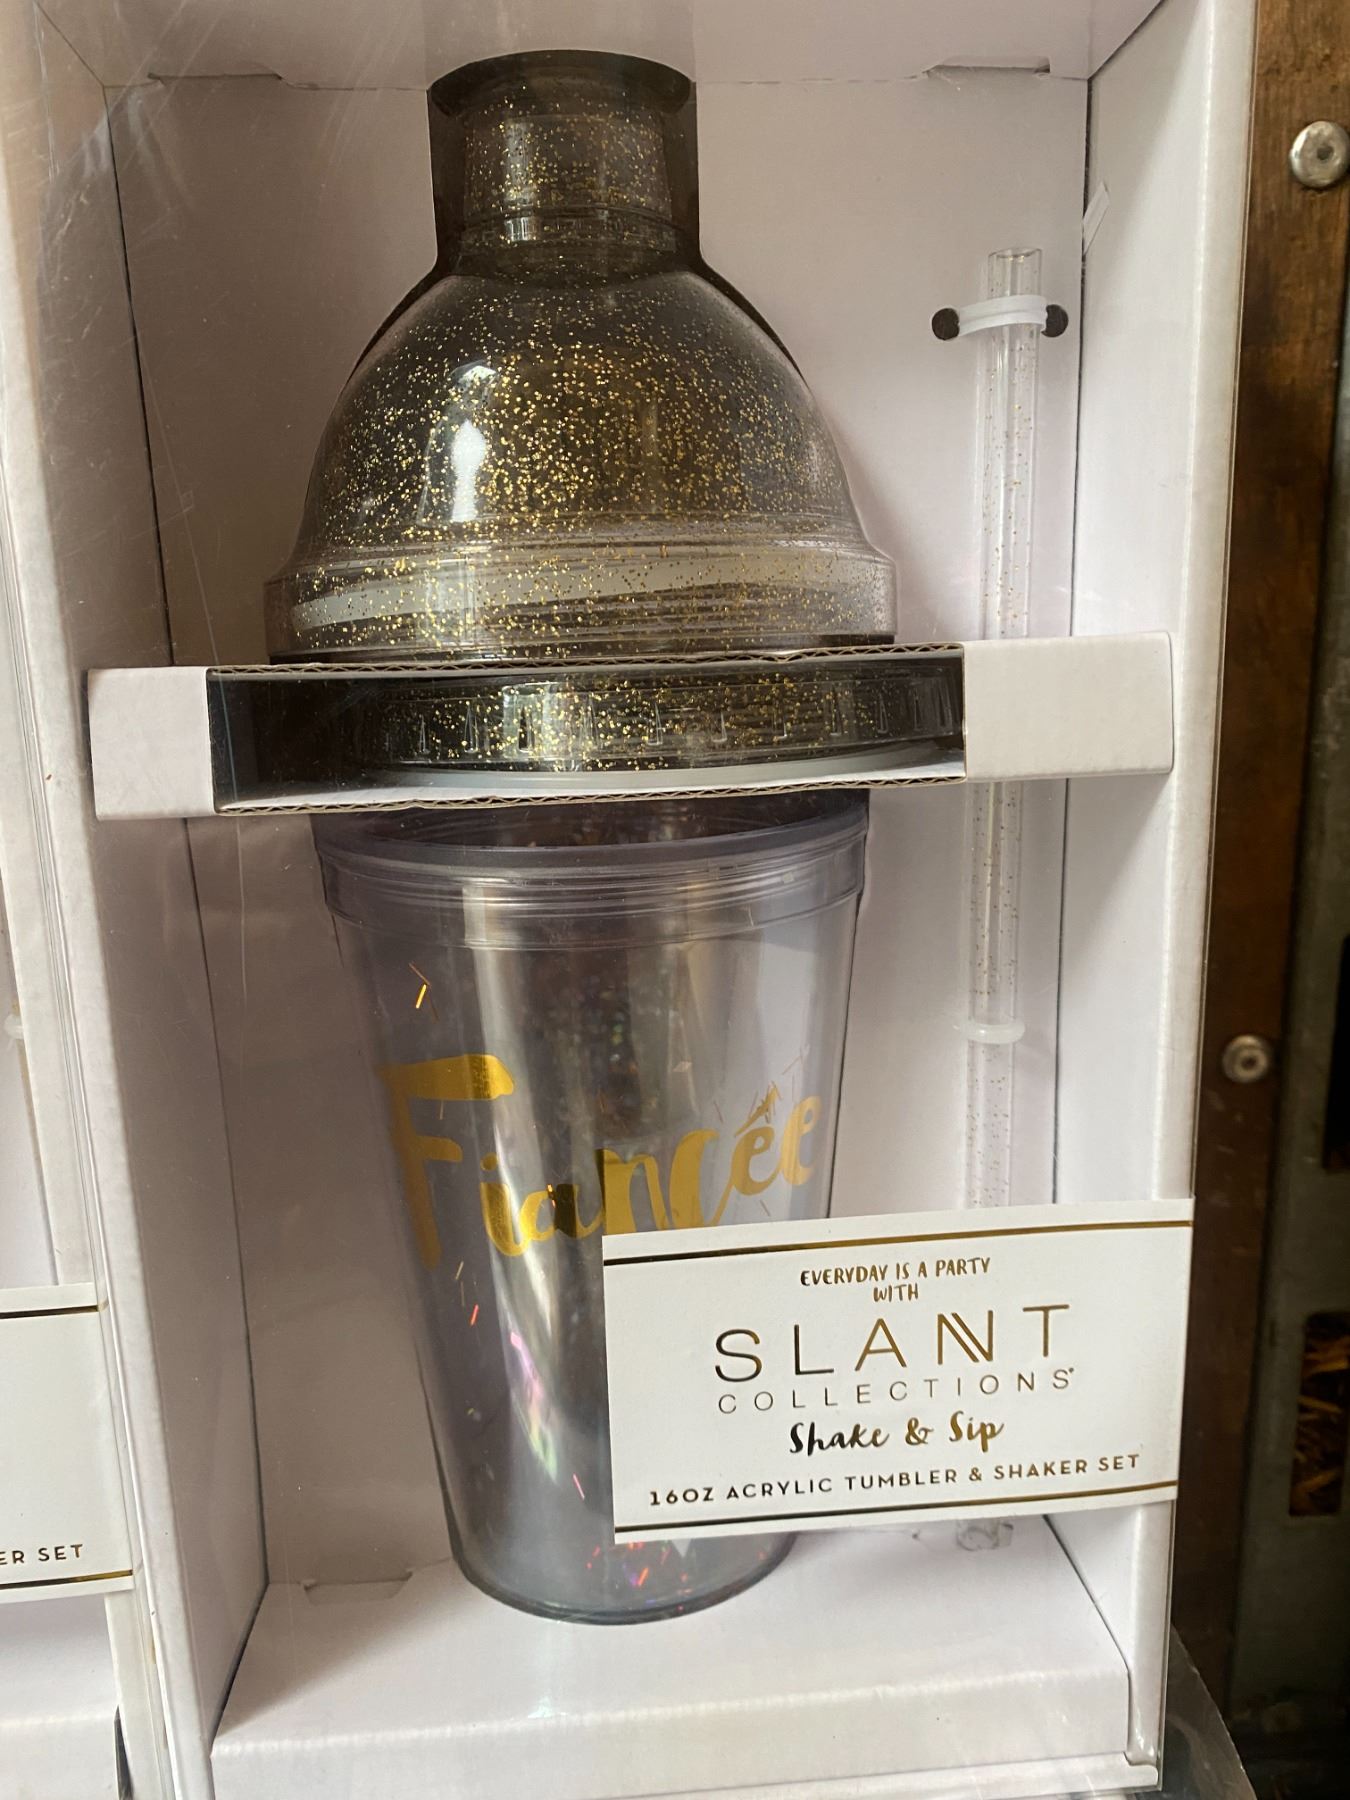 Fiancée
EVERYDAY IS A PARTY
WITH
SLANT
COLLECTIONS
Shake & Sip
16OZ ACRYLIC TUMBLER & SHAKER SET
ER SET